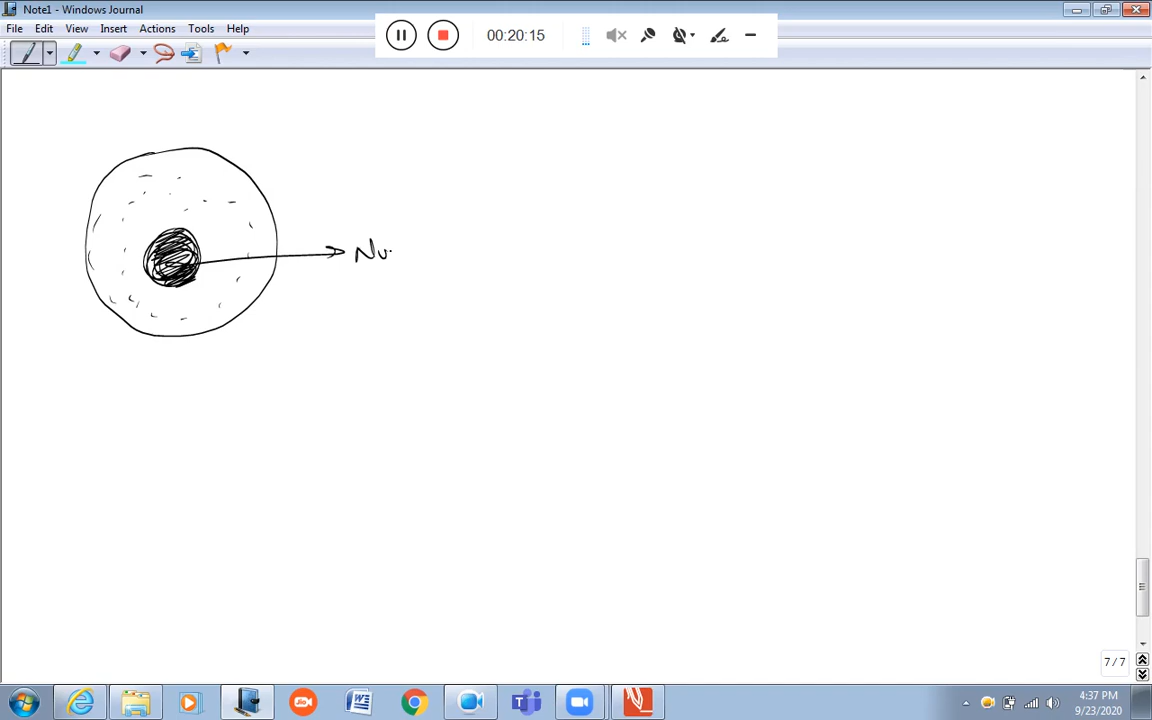 Note1 - Windows Journal
File Edit View Insert Actions Tools Help
00:20:15
Nu
7 / 7
Jio
4:37 PM
9/23/2020